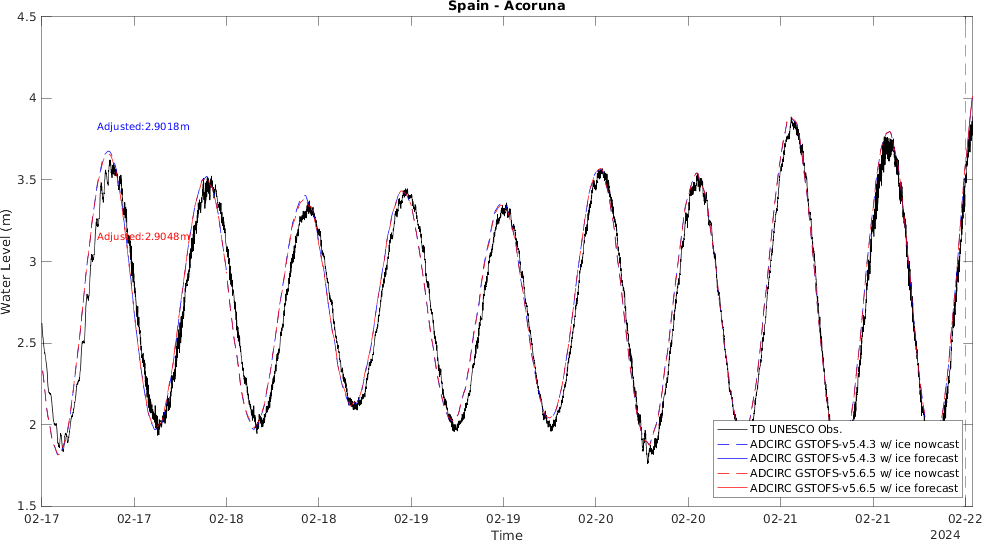 Spain - Acoruna
4.5
4
3.5
3
2.5
2
1.5
Water Level (m)
Adjusted:2.9018m
Adjusted:2.9048m
TD UNESCO Obs.
ADCIRC GSTOFS-v5.4.3 w/ ice nowcast
ADCIRC GSTOFS-v5.4.3 w/ ice forecast
ADCIRC GSTOFS-v5.6.5 w/ ice nowcast
ADCIRC GSTOFS-v5.6.5 w/ ice forecast
02-17 02-17 02-18 02-18 02-19 02-19 02-20 02-20 02-21 02-21 02-22
Time
2024